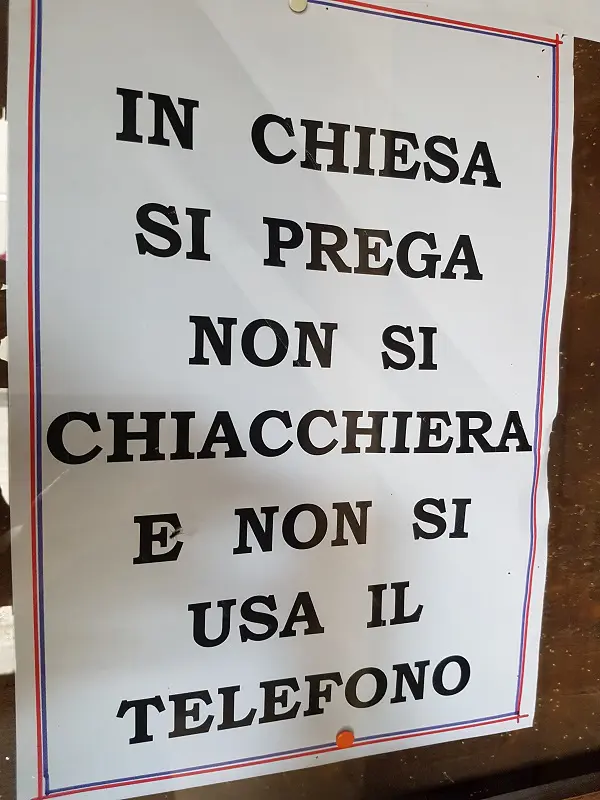 IN CHIESA
SI PREGA
NON SI
CHIACCHIERA
E NON SI
USA IL
TELEFONO